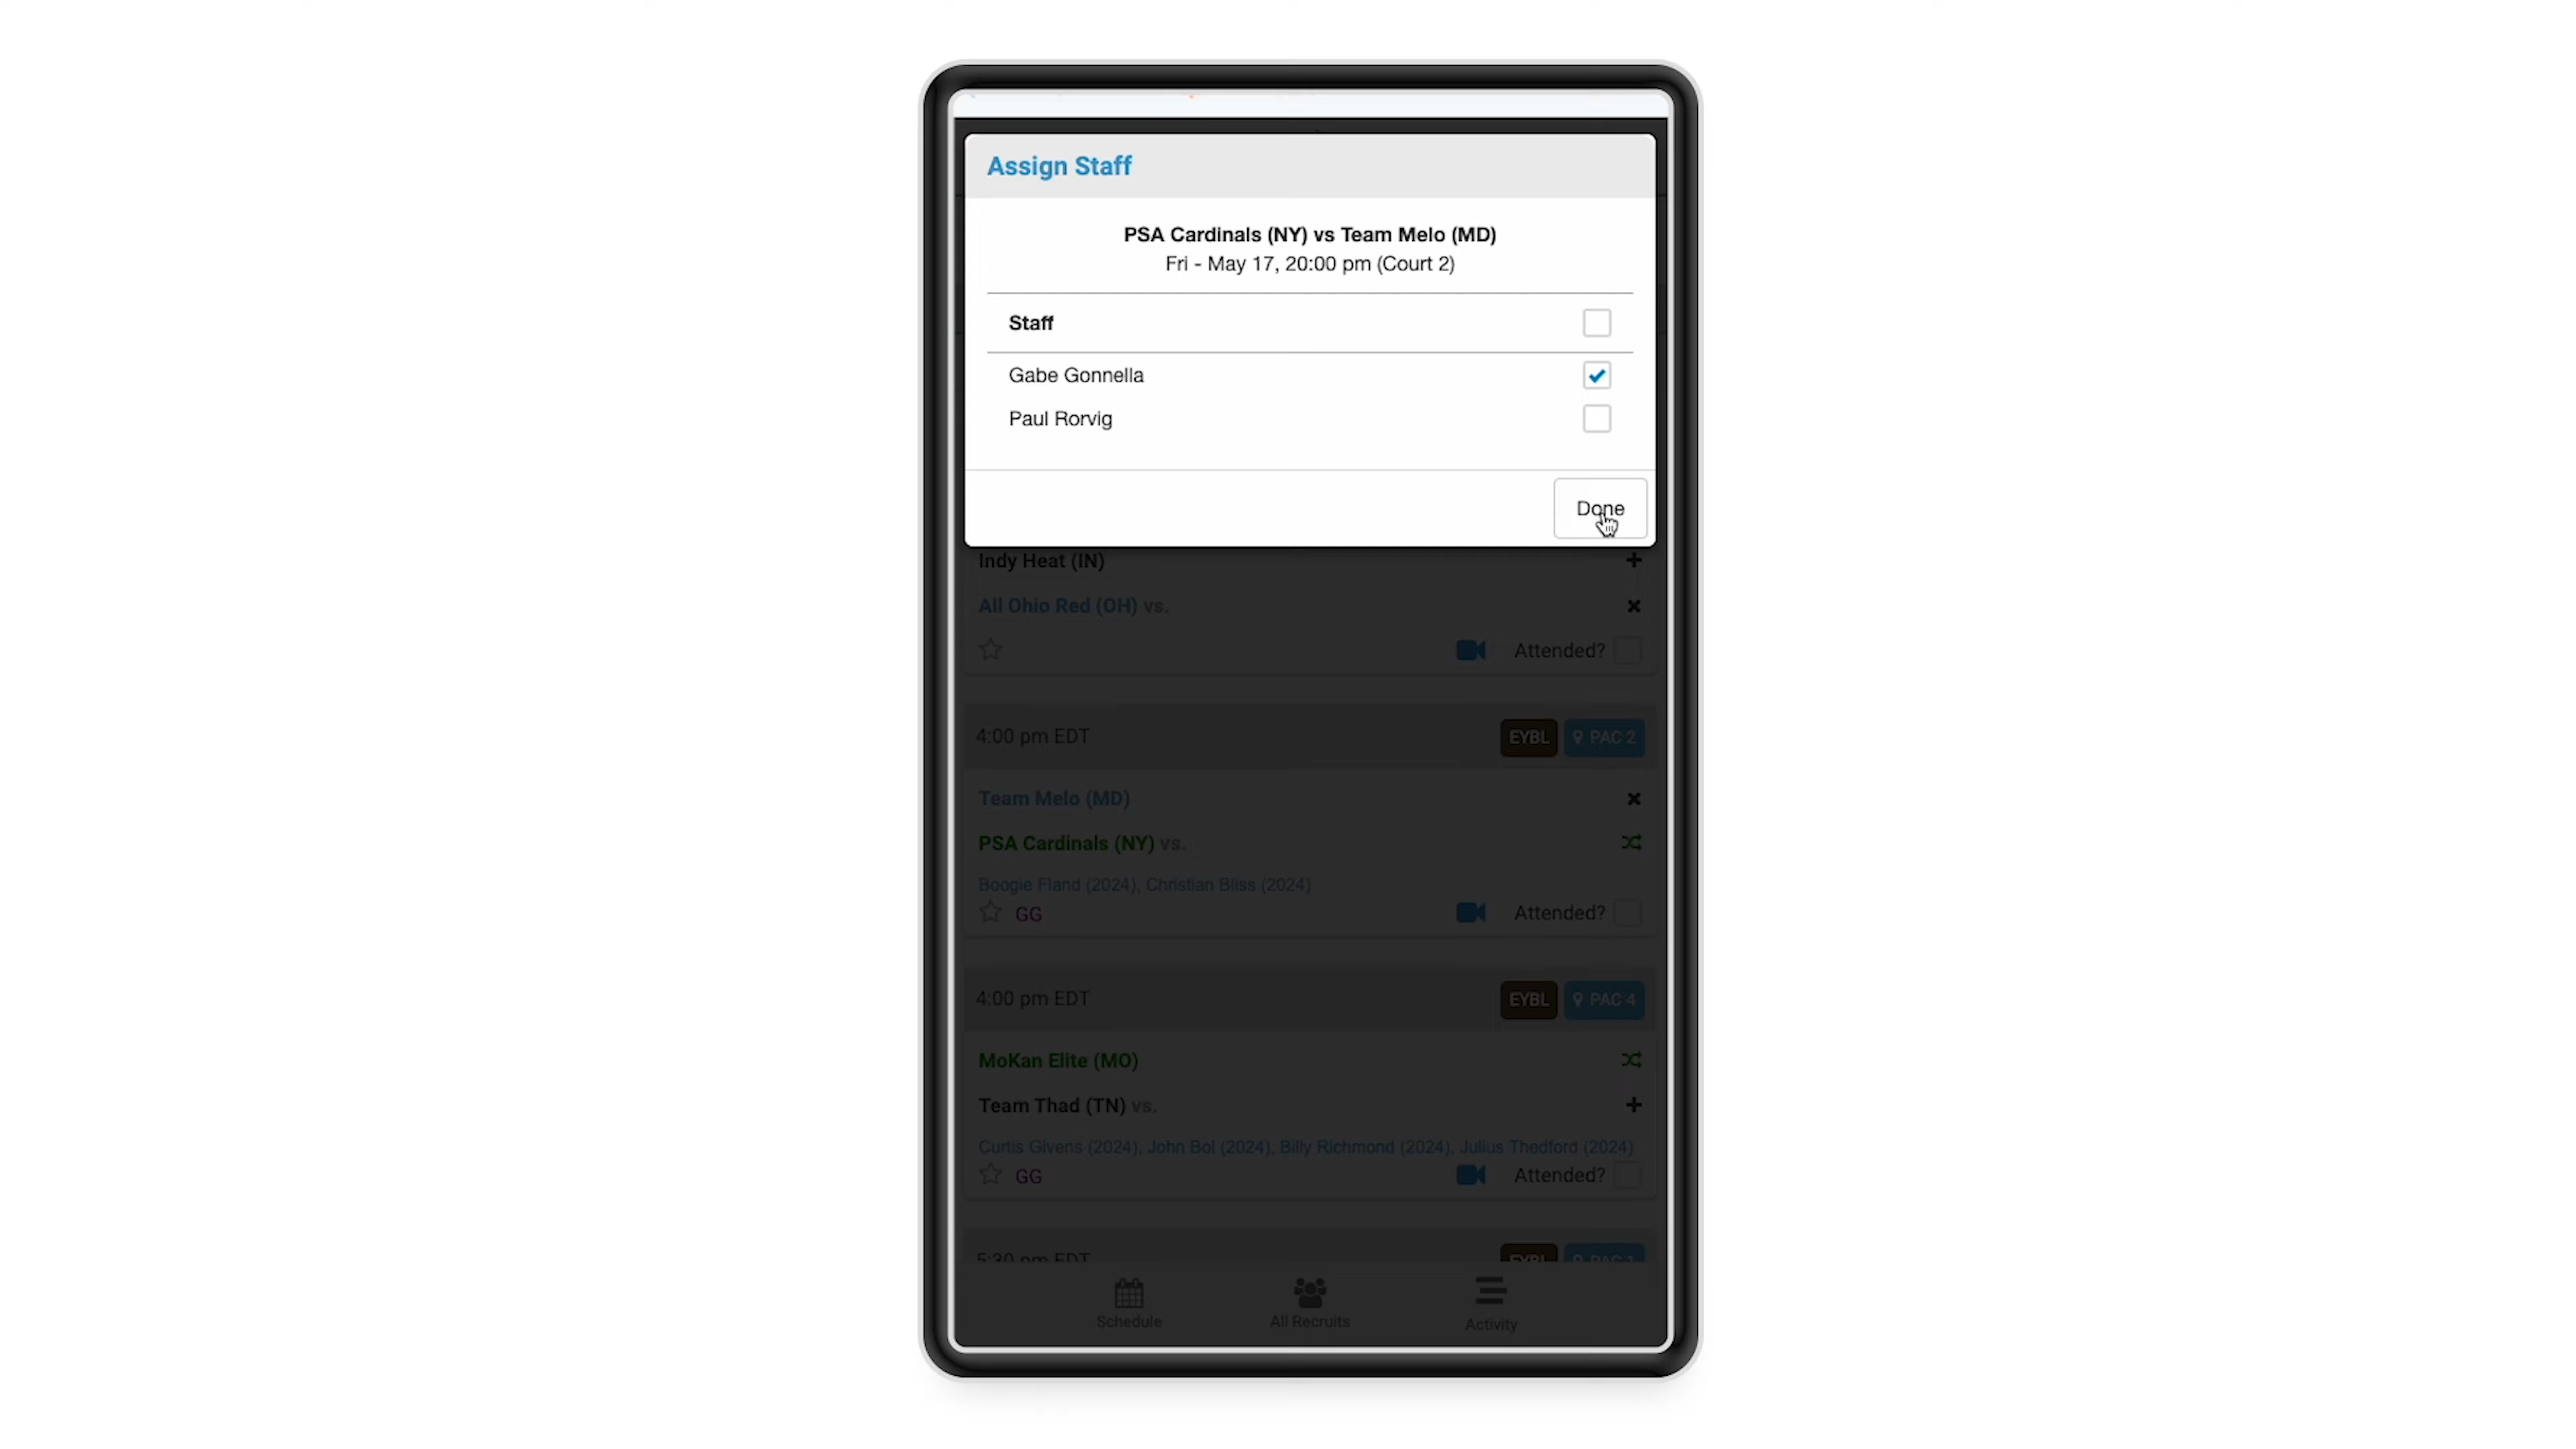 Assign Staff
PSA Cardinals (NY) vs Team Melo (MD)
Fri - May 17, 20:00 pm (Court 2)
Staff
Gabe Gonnella
Paul Rorvig
Done
Indy Heat (IN)
All Ohio Red (OH) vs.
Attended?
4:00 pm EDT EYBL PAC 2
Team Melo (MD)
PSA Cardinals (NY) vs.
Boogie Fland (2024), Christian Bliss (2024)
GG Attended?
4:00 pm EDT EYBL PAC 4
MoKan Elite (MO)
Team Thad (TN) vs.
Curtis Givens (2024), John Bol (2024), Billy Richmond (2024), Julius Thedford (2024)
GG Attended?
5:30 pm EDT EYBL PAC 1
Schedule All Recruits Activity